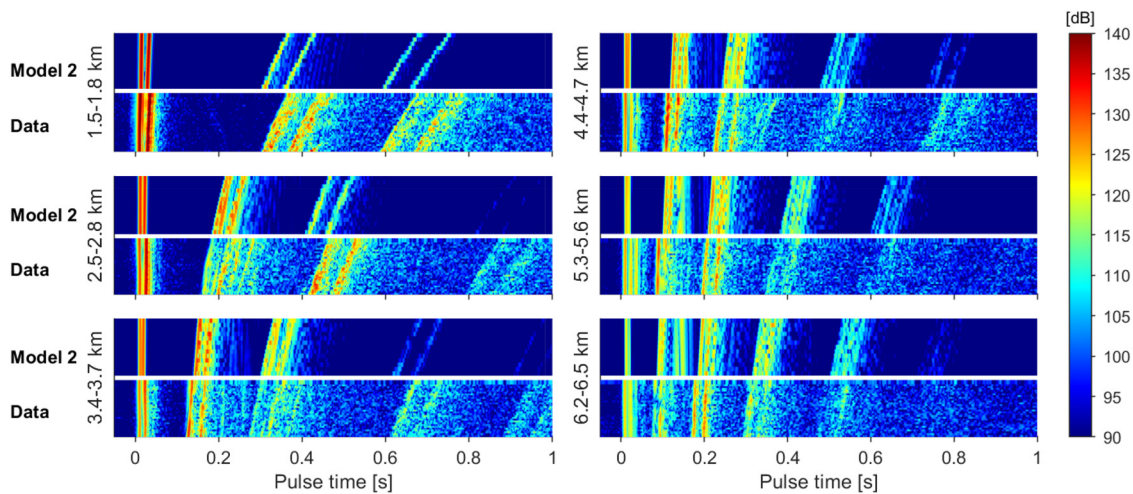 [dB]
140
135
130
125
120
115
110
105
100
95
90
Model 2
Data
1.5-1.8 km
4.4-4.7 km
Model 2
Data
2.5-2.8 km
5.3-5.6 km
Model 2
Data
3.4-3.7 km
6.2-6.5 km
0 0.2 0.4 0.6 0.8 1
0 0.2 0.4 0.6 0.8 1
Pulse time [s]
Pulse time [s]